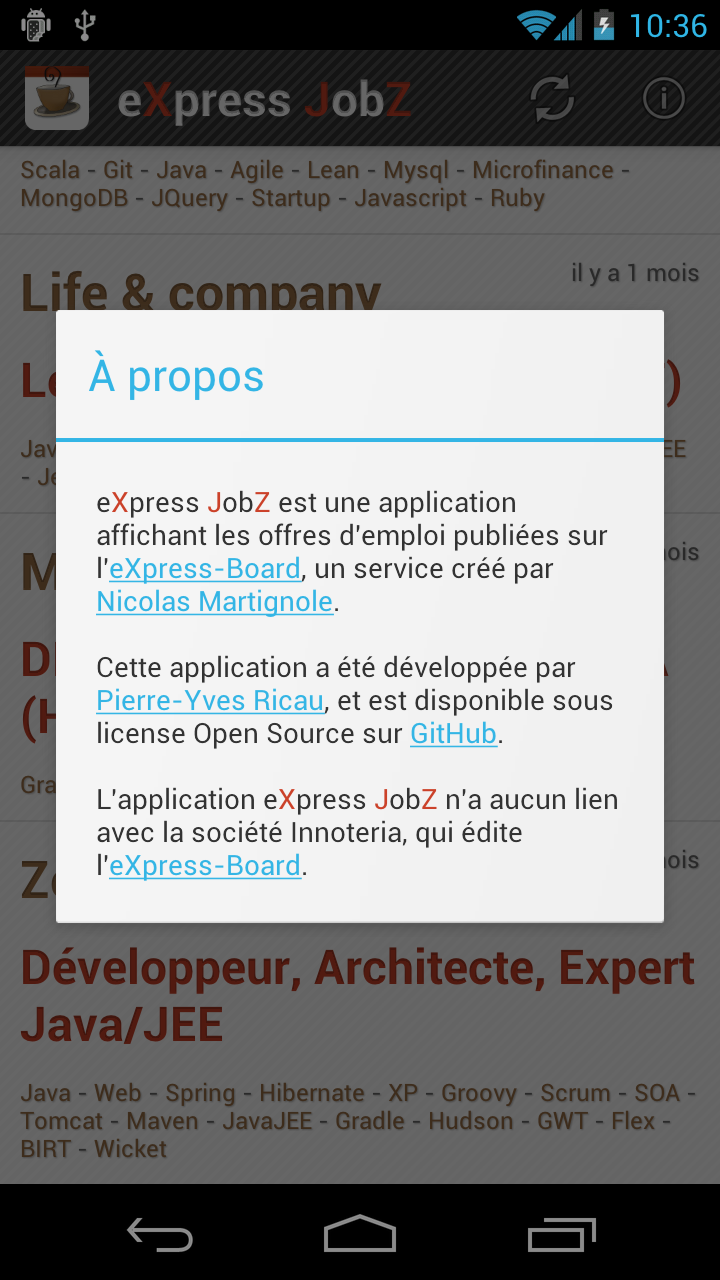 10:36
eXpress JobZ
Scala - Git - Java - Agile - Lean - Mysql - Microfinance -
MongoDB - JQuery - Startup - Javascript - Ruby
il y a 1 mois
Life & company
À propos
eXpress JobZ est une application
affichant les offres d'emploi publiées sur
l'eXpress-Board, un service créé par
Nicolas Martignole.
Cette application a été développée par
Pierre-Yves Ricau, et est disponible sous
license Open Source sur GitHub.
L'application eXpress JobZ n'a aucun lien
avec la société Innoteria, qui édite
l'eXpress-Board.
Développeur, Architecte, Expert
Java/JEE
Java - Web - Spring - Hibernate - XP - Groovy - Scrum - SOA -
Tomcat - Maven - JavaJEE - Gradle - Hudson - GWT - Flex -
BIRT - Wicket